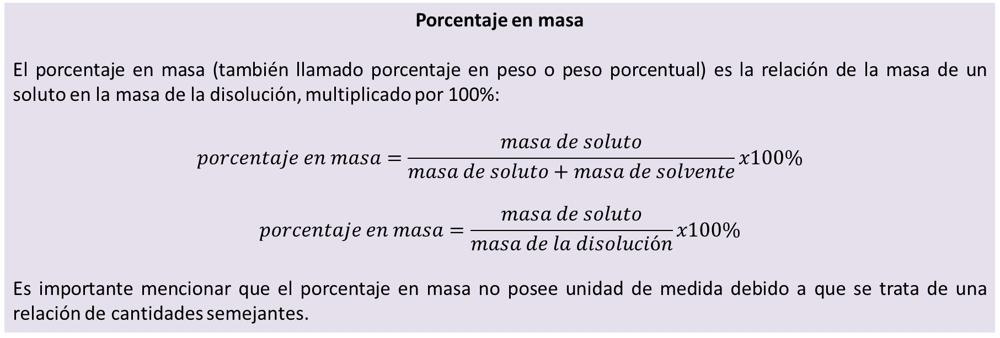 Porcentaje en masa
El porcentaje en masa (también llamado porcentaje en peso o peso porcentual) es la relación de la masa de un
soluto en la masa de la disolución, multiplicado por 100%:
porcentaje en masa = masa de soluto / masa de soluto + masa de solvente x100%
porcentaje en masa = masa de soluto / masa de la disolución x100%
Es importante mencionar que el porcentaje en masa no posee unidad de medida debido a que se trata de una
relación de cantidades semejantes.